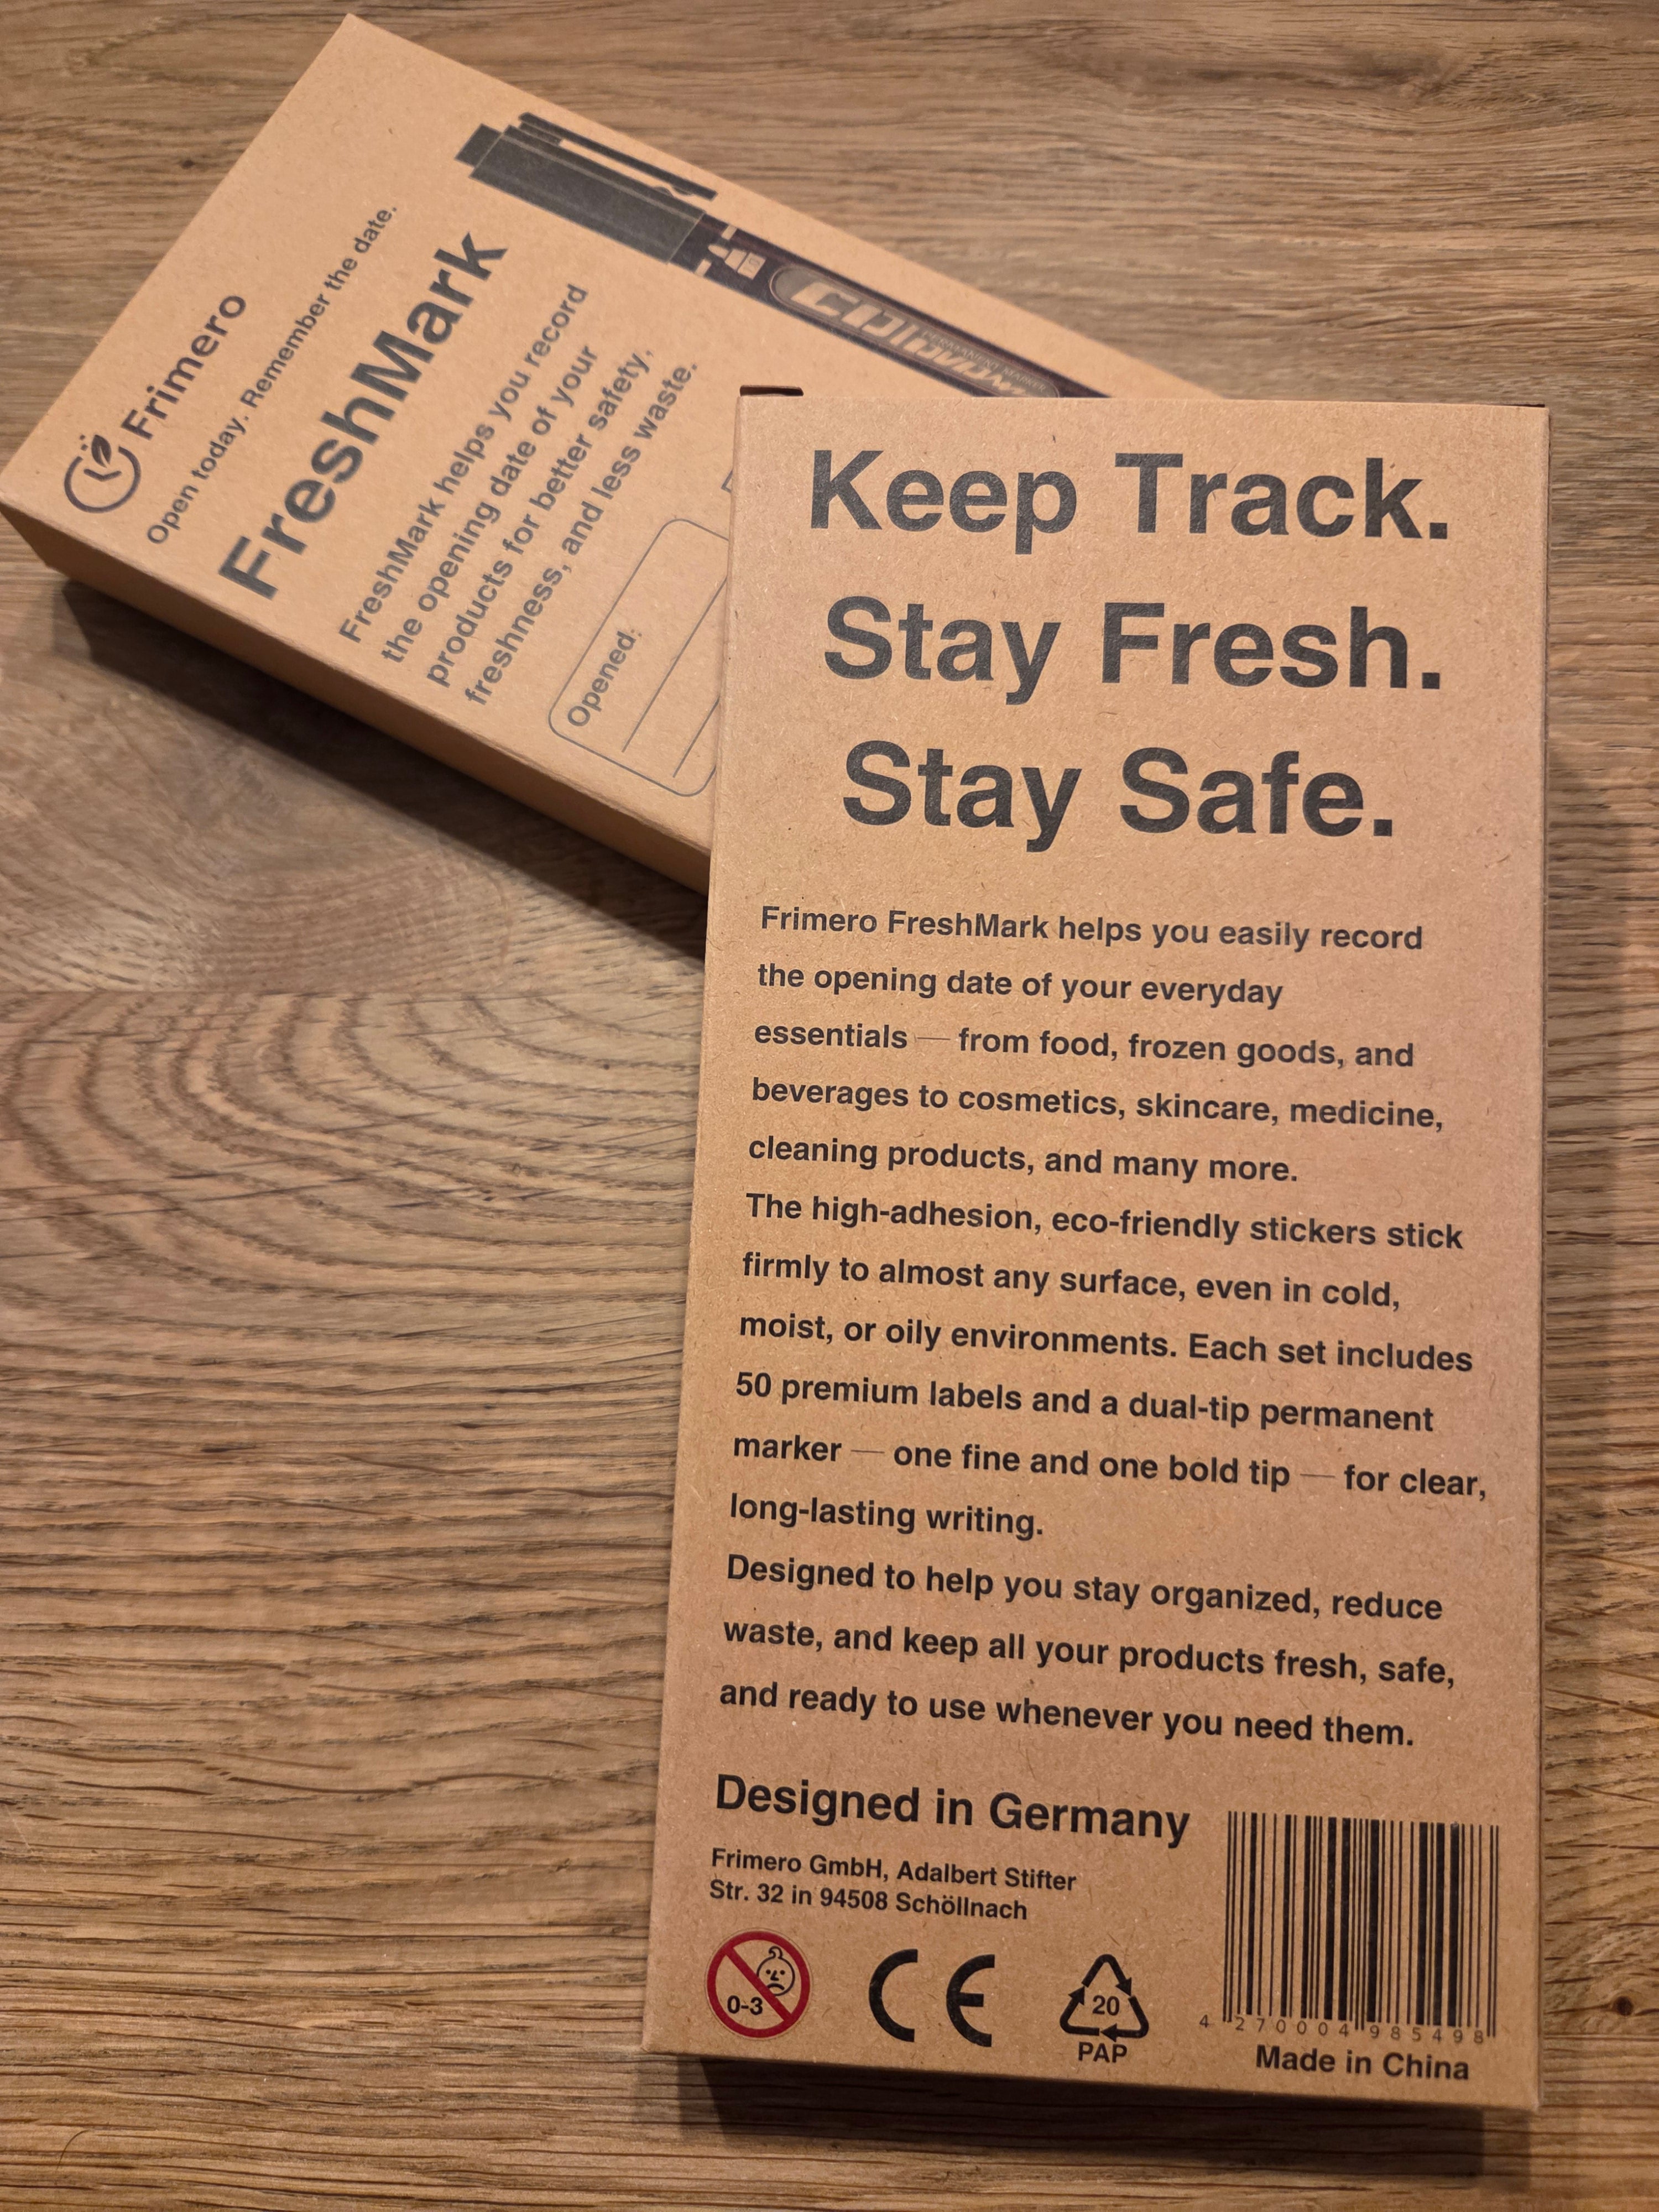 Frimero
Open today. Remember the date.
FreshMark
FreshMark helps you record
the opening date of your
products for better safety,
freshness, and less waste.
Opened:
PERMANENT MARKER
Keep Track.
Stay Fresh.
Stay Safe.
Frimero FreshMark helps you easily record
the opening date of your everyday
essentials — from food, frozen goods, and
beverages to cosmetics, skincare, medicine,
cleaning products, and many more.
The high-adhesion, eco-friendly stickers stick
firmly to almost any surface, even in cold,
moist, or oily environments. Each set includes
50 premium labels and a dual-tip permanent
marker — one fine and one bold tip — for clear,
long-lasting writing.
Designed to help you stay organized, reduce
waste, and keep all your products fresh, safe,
and ready to use whenever you need them.
Designed in Germany
Frimero GmbH, Adalbert Stifter
Str. 32 in 94508 Schöllnach
0-3
CE
20
PAP
4 270004 985498
Made in China